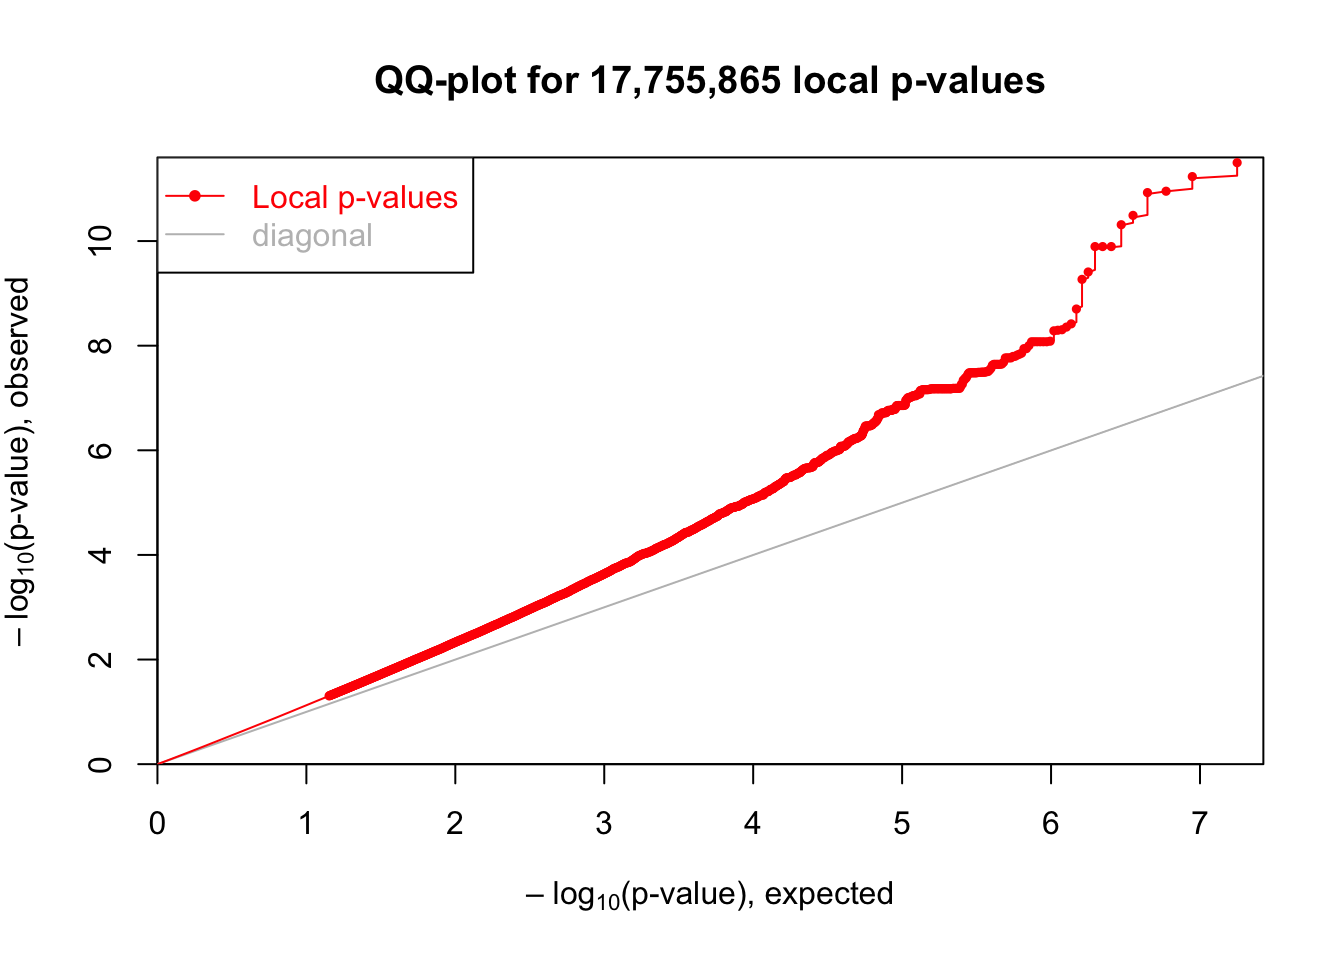 QQ-plot for 17,755,865 local p-values
Local p-values
diagonal
– log10(p-value), observed
10
8
6
4
2
0
0 1 2 3 4 5 6 7
– log10(p-value), expected